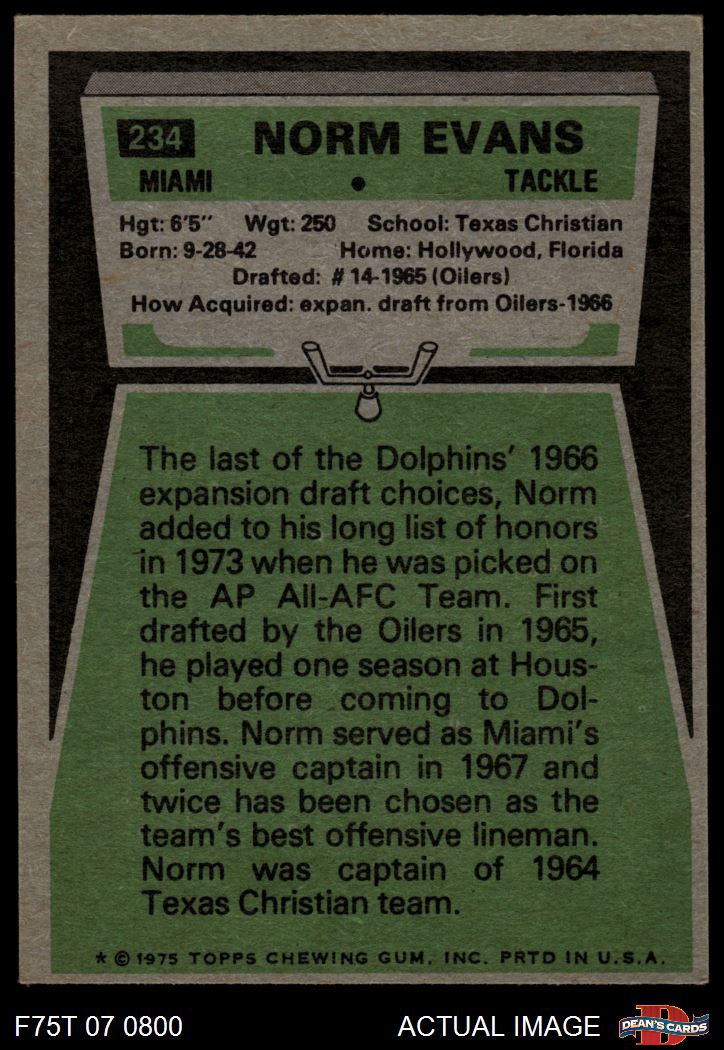 234 NORM EVANS
MIAMI • TACKLE
Hgt: 6'5" Wgt: 250 School: Texas Christian
Born: 9-28-42 Home: Hollywood, Florida
Drafted: # 14-1965 (Oilers)
How Acquired: expan. draft from Oilers-1966
The last of the Dolphins' 1966
expansion draft choices, Norm
added to his long list of honors
in 1973 when he was picked on
the AP All-AFC Team. First
drafted by the Oilers in 1965,
he played one season at Hous-
ton before coming to Dol-
phins. Norm served as Miami's
offensive captain in 1967 and
twice has been chosen as the
team's best offensive lineman.
Norm was captain of 1964
Texas Christian team.
* © 1975 TOPPS CHEWING GUM, INC. PRTD IN U.S.A.
F75T 07 0800 ACTUAL IMAGE D DEAN'S CARDS